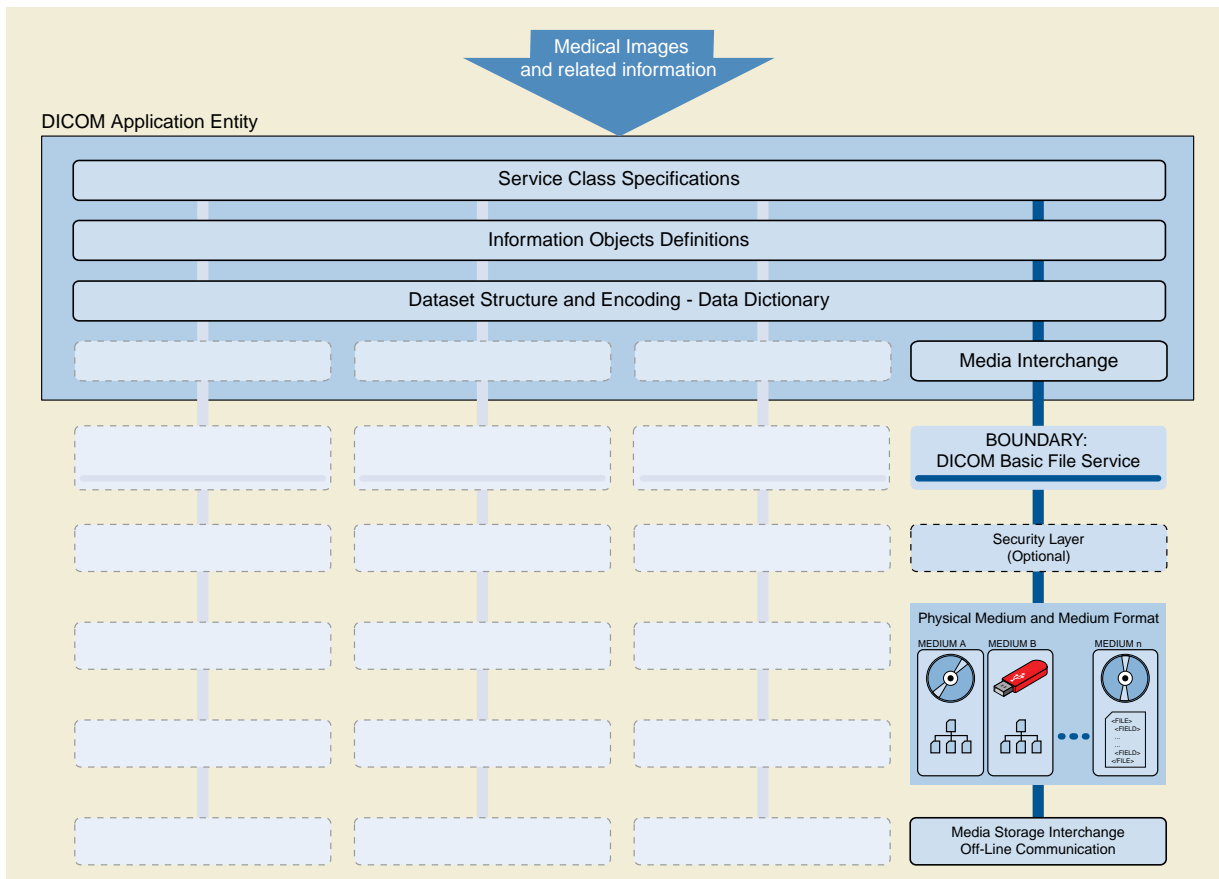 Medical Images
and related information
DICOM Application Entity
Service Class Specifications
Information Objects Definitions
Dataset Structure and Encoding - Data Dictionary
Media Interchange
BOUNDARY:
DICOM Basic File Service
Security Layer
(Optional)
Physical Medium and Medium Format
MEDIUM A
MEDIUM B
MEDIUM n
<FILE>
<FIELD>
...
...
<FIELD>
</FILE>
Media Storage Interchange
Off-Line Communication